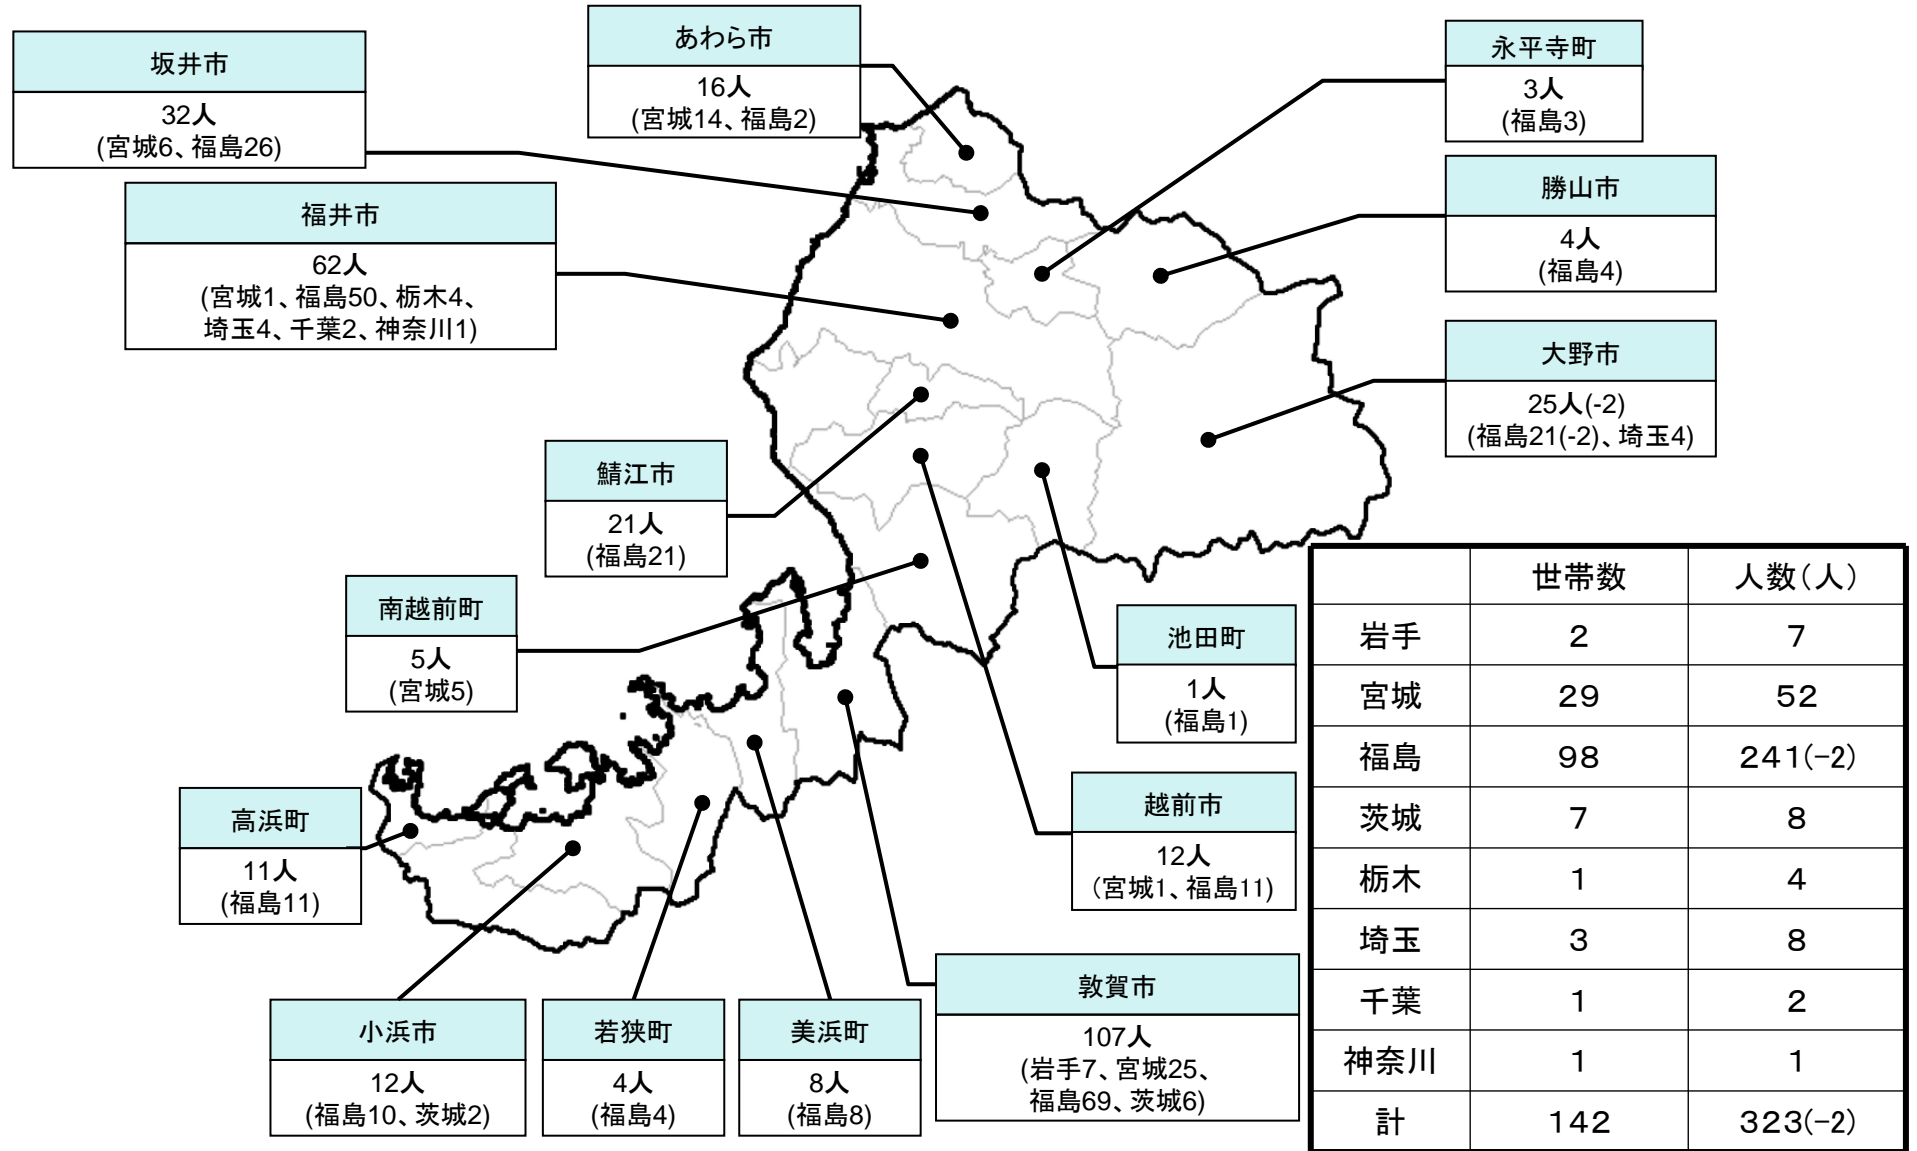 坂井市
32人
(宮城6、福島26)
あわら市
16人
(宮城14、福島2)
永平寺町
3人
(福島3)
福井市
62人
(宮城1、福島50、栃木4、
埼玉4、千葉2、神奈川1)
勝山市
4人
(福島4)
大野市
25人(-2)
(福島21(-2)、埼玉4)
鯖江市
21人
(福島21)
南越前町
5人
(宮城5)
池田町
1人
(福島1)
越前市
12人
(宮城1、福島11)
高浜町
11人
(福島11)
小浜市
12人
(福島10、茨城2)
若狭町
4人
(福島4)
美浜町
8人
(福島8)
敦賀市
107人
(岩手7、宮城25、
福島69、茨城6)
世帯数 人数(人)
岩手 2 7
宮城 29 52
福島 98 241(-2)
茨城 7 8
栃木 1 4
埼玉 3 8
千葉 1 2
神奈川 1 1
計 142 323(-2)